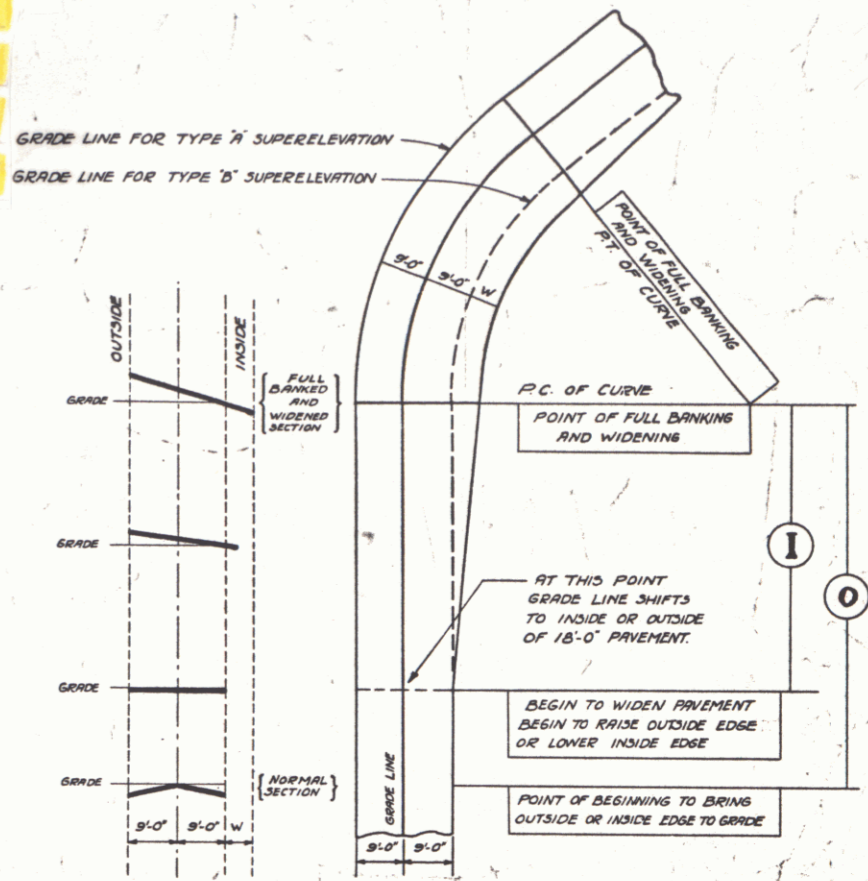 GRADE LINE FOR TYPE "A" SUPERELEVATION
GRADE LINE FOR TYPE "B" SUPERELEVATION
POINT OF FULL BANKING
AND WIDENING
P.T. OF CURVE
9'-0"
9'-0"
W
OUTSIDE
INSIDE
GRADE
FULL
BANKED
AND
WIDENED
SECTION
P.C. OF CURVE
POINT OF FULL BANKING
AND WIDENING
GRADE
I
O
AT THIS POINT
GRADE LINE SHIFTS
TO INSIDE OR OUTSIDE
OF 18'-0" PAVEMENT.
GRADE
BEGIN TO WIDEN PAVEMENT
BEGIN TO RAISE OUTSIDE EDGE
OR LOWER INSIDE EDGE
GRADE
NORMAL
SECTION
GRADE LINE
POINT OF BEGINNING TO BRING
OUTSIDE OR INSIDE EDGE TO GRADE
9'-0"
9'-0"
W
9'-0"
9'-0"